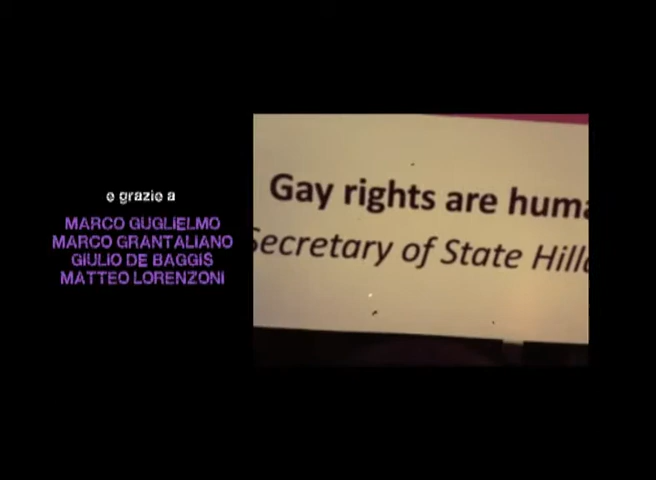 e grazie a
MARCO GUGLIELMO
MARCO GRANTALIANO
GIULIO DE BAGGIS
MATTEO LORENZONI
Gay rights are huma
Secretary of State Hill